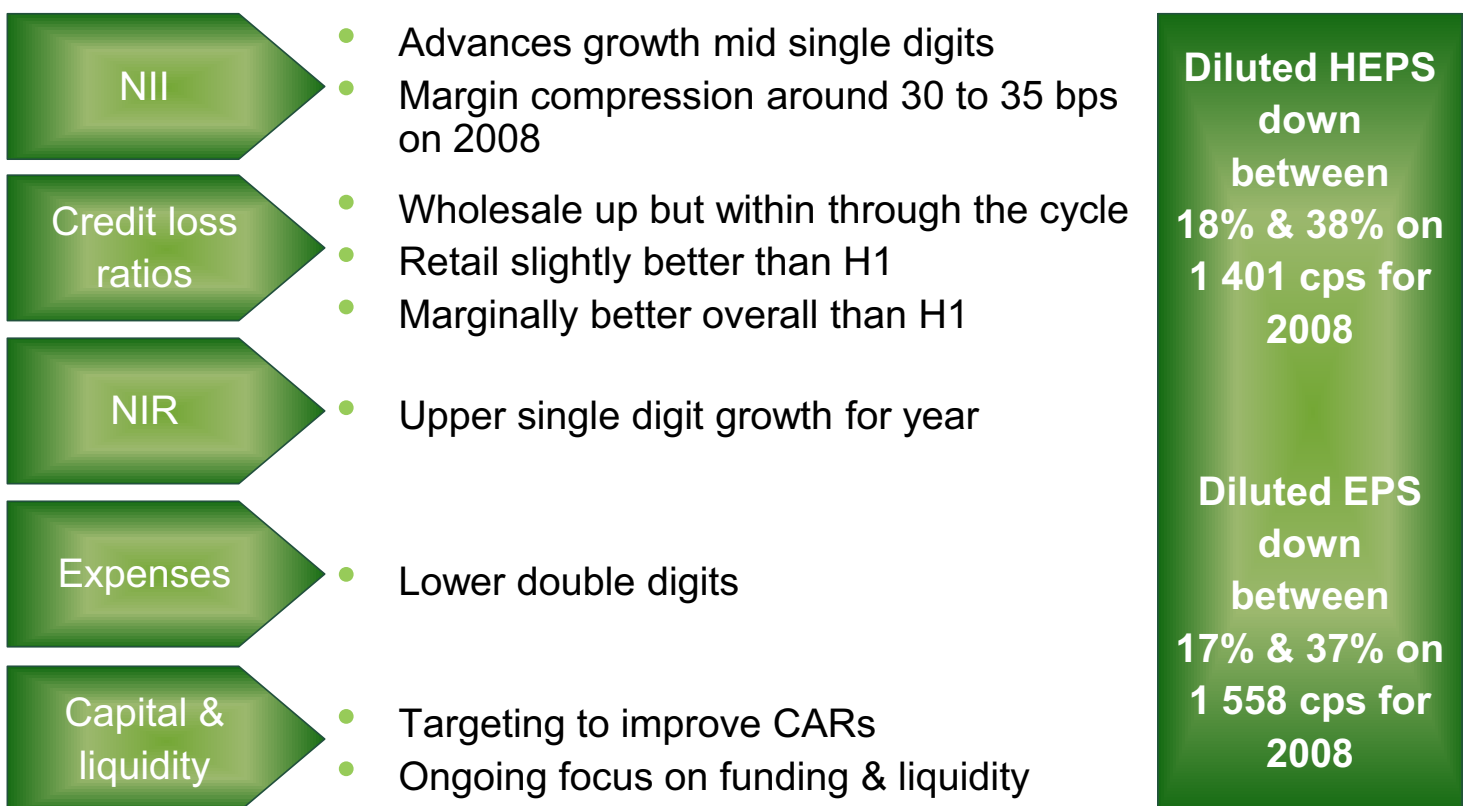 NII
• Advances growth mid single digits
• Margin compression around 30 to 35 bps
on 2008
Credit loss
ratios
• Wholesale up but within through the cycle
• Retail slightly better than H1
• Marginally better overall than H1
NIR
• Upper single digit growth for year
Expenses
• Lower double digits
Capital &
liquidity
• Targeting to improve CARs
• Ongoing focus on funding & liquidity
Diluted HEPS
down
between
18% & 38% on
1 401 cps for
2008
Diluted EPS
down
between
17% & 37% on
1 558 cps for
2008